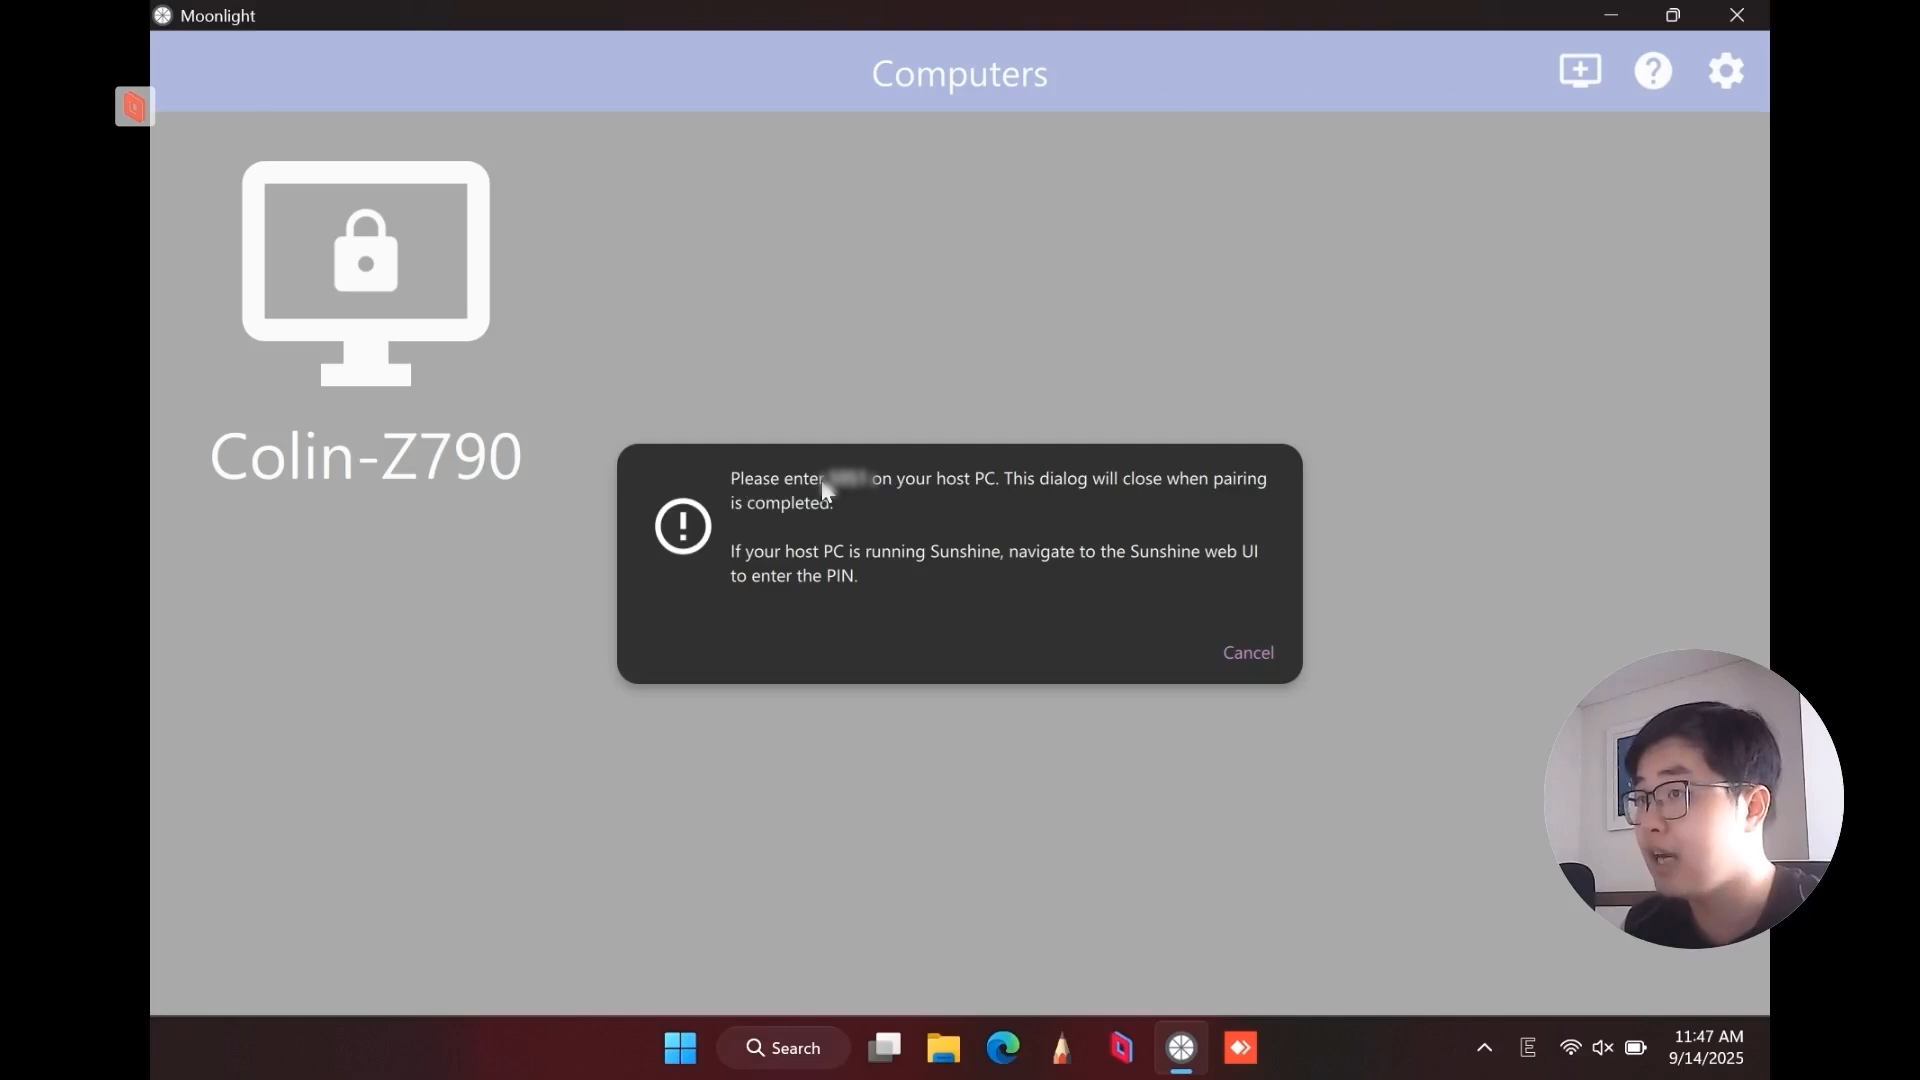 Moonlight
Computers
Colin-Z790
Please enter on your host PC. This dialog will close when pairing
is completed.
If your host PC is running Sunshine, navigate to the Sunshine web UI
to enter the PIN.
Cancel
Search
E
11:47 AM
9/14/2025